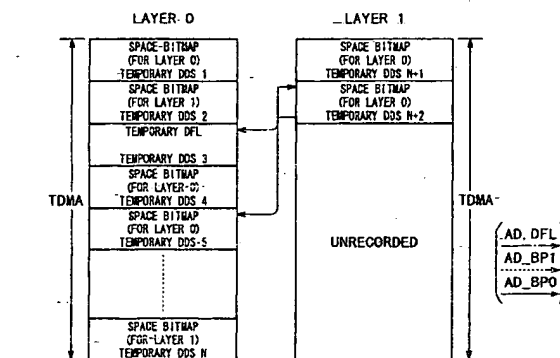 LAYER 0
SPACE-BITMAP
(FOR LAYER 0)
TEMPORARY DDS 1
SPACE BITMAP
(FOR LAYER 1)
TEMPORARY DDS 2
TEMPORARY DFL
TEMPORARY DDS 3
SPACE BITMAP
(FOR LAYER-0)
TEMPORARY DDS 4
SPACE BITMAP
(FOR LAYER 0)
TEMPORARY DDS-5
SPACE BITMAP
(FOR-LAYER 1)
TEMPORARY DDS N
TDMA
LAYER 1
SPACE BITMAP
(FOR LAYER 0)
TEMPORARY DDS N+1
SPACE BITMAP
(FOR LAYER 0)
TEMPORARY DDS N+2
UNRECORDED
TDMA
AD_DFL
AD_BP1
AD_BP0